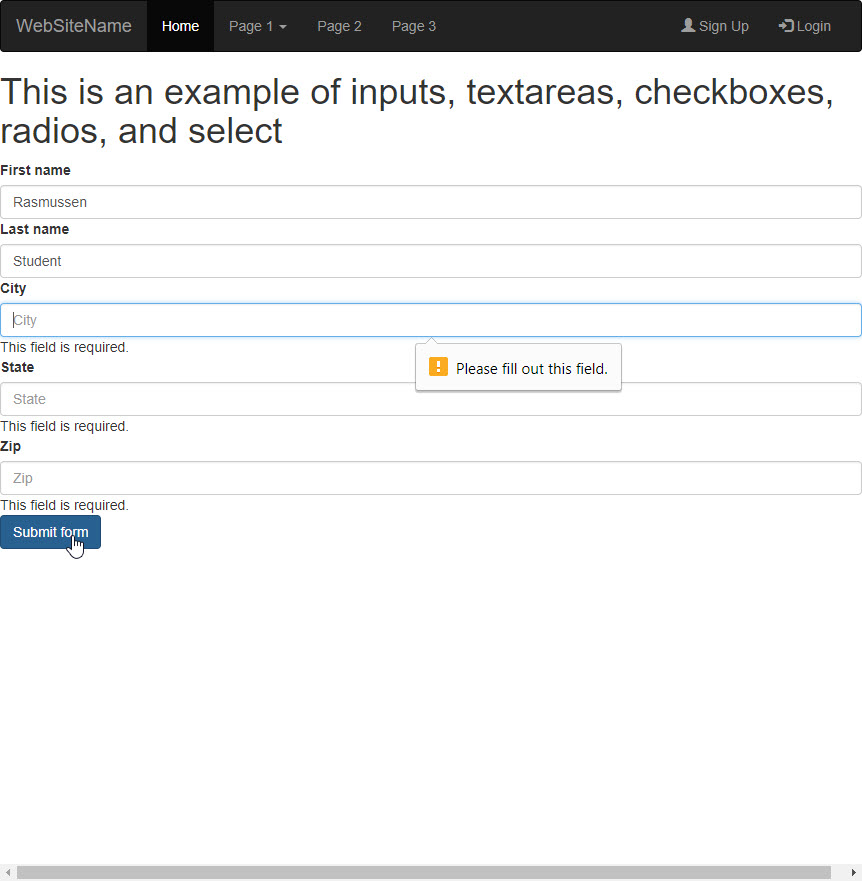 WebSiteName Home Page 1 Page 2 Page 3 Sign Up Login
This is an example of inputs, textareas, checkboxes,
radios, and select
First name
Rasmussen
Last name
Student
City
City
This field is required.
Please fill out this field.
State
State
This field is required.
Zip
Zip
This field is required.
Submit form